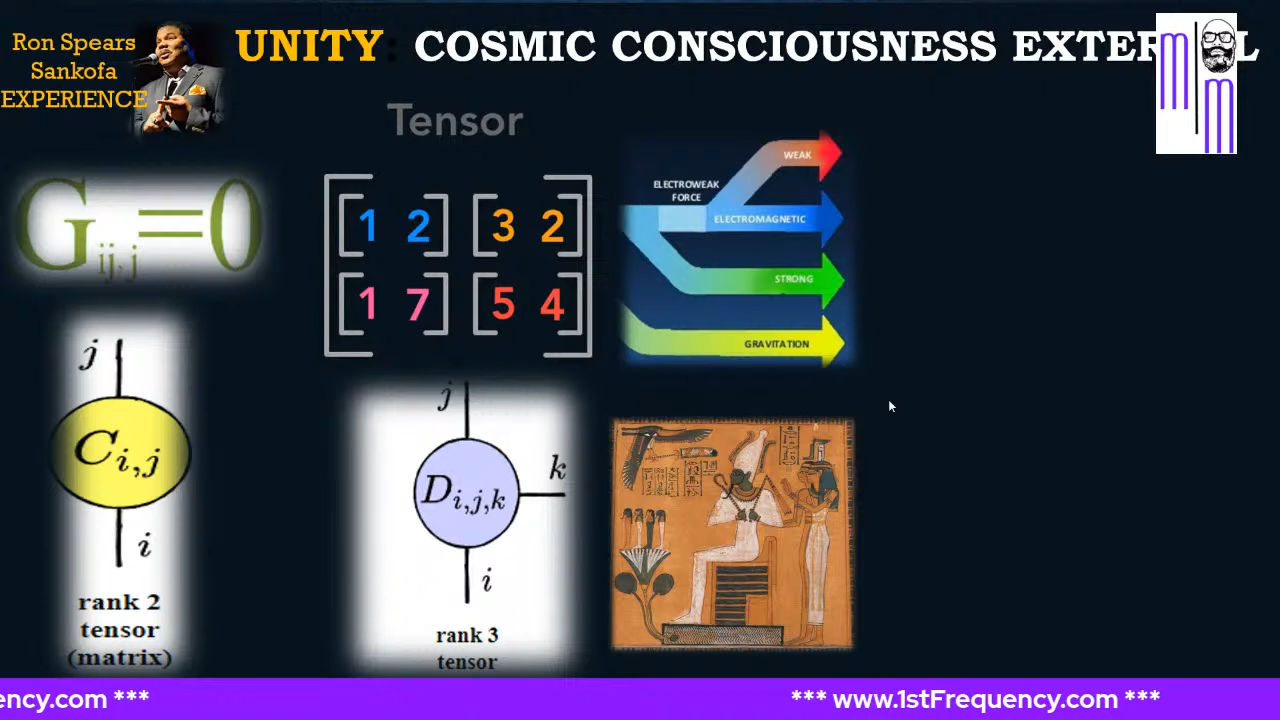 Ron Spears
Sankofa
EXPERIENCE
UNITY: COSMIC CONSCIOUSNESS
m
m
Tensor
G ij,j =0
1 2 3 2
1 7 5 4
WEAK
ELECTROWEAK
FORCE
ELECTROMAGNETIC
STRONG
GRAVITATION
j
C i,j
i
rank 2
tensor
(matrix)
j
k
D i,j,k
i
rank 3
tensor
ency.com *** *** www.1stFrequency.com ***